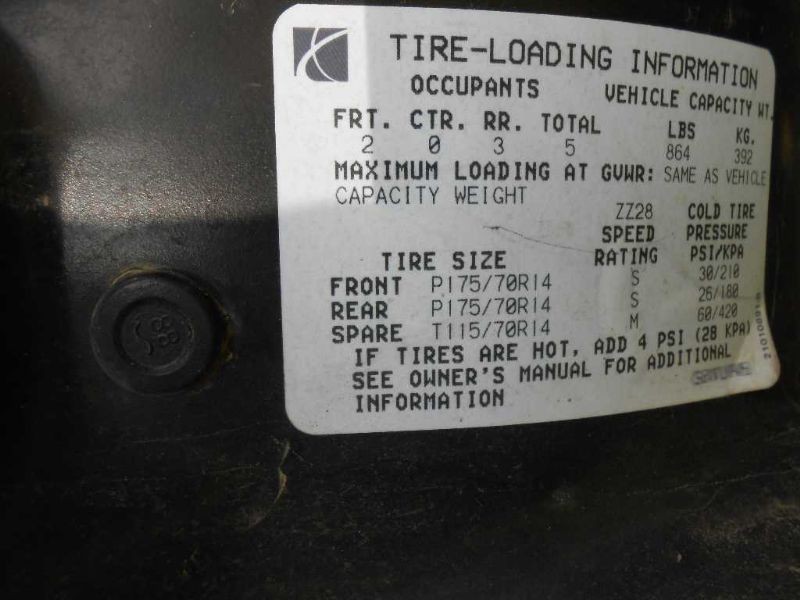 TIRE-LOADING INFORMATION
OCCUPANTS VEHICLE CAPACITY WT.
FRT. CTR. RR. TOTAL LBS KG.
2 0 3 5 864 392
MAXIMUM LOADING AT GVWR: SAME AS VEHICLE
CAPACITY WEIGHT
ZZ28 COLD TIRE
SPEED PRESSURE
TIRE SIZE RATING PSI/KPA
FRONT P175/70R14 S 30/210
REAR P175/70R14 S 26/180
SPARE T115/70R14 M 60/420
IF TIRES ARE HOT, ADD 4 PSI (28 KPA)
SEE OWNER'S MANUAL FOR ADDITIONAL
INFORMATION